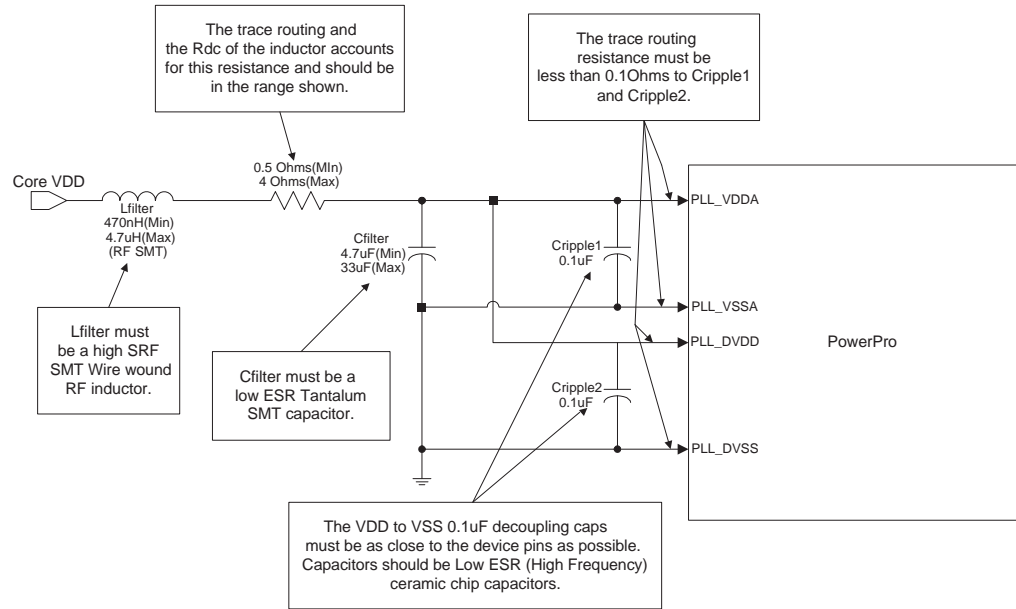 The trace routing and
the Rdc of the inductor accounts
for this resistance and should be
in the range shown.
The trace routing
resistance must be
less than 0.1Ohms to Cripple1
and Cripple2.
Core VDD
0.5 Ohms(MIn)
4 Ohms(Max)
Lfilter
470nH(Min)
4.7uH(Max)
(RF SMT)
Cfilter
4.7uF(Min)
33uF(Max)
Cripple1
0.1uF
PLL_VDDA
PLL_VSSA
PLL_DVDD
PowerPro
Cripple2
0.1uF
PLL_DVSS
Lfilter must
be a high SRF
SMT Wire wound
RF inductor.
Cfilter must be a
low ESR Tantalum
SMT capacitor.
The VDD to VSS 0.1uF decoupling caps
must be as close to the device pins as possible.
Capacitors should be Low ESR (High Frequency)
ceramic chip capacitors.